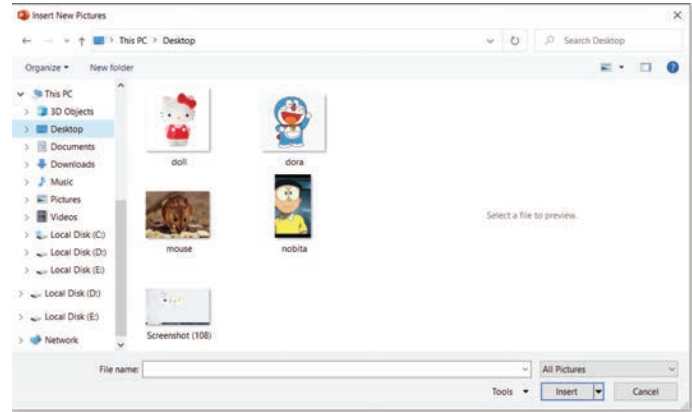 Insert New Pictures
This PC > Desktop
Search Desktop
Organize
New folder
This PC
3D Objects
Desktop
Documents
Downloads
Music
Pictures
Videos
Local Disk (C:)
Local Disk (D:)
Local Disk (E:)
Local Disk (D:)
Local Disk (E:)
Network
doll
dora
mouse
nobita
Screenshot (108)
Select a file to preview.
File name:
All Pictures
Tools
Insert
Cancel